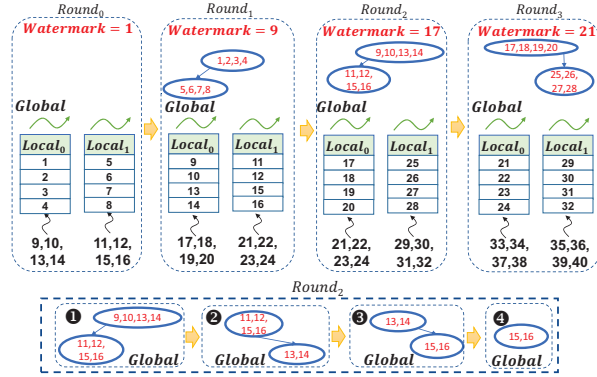 Round0
Watermark = 1
Global
Local0
Local1
1
2
3
4
5
6
7
8
9,10,
13,14
11,12,
15,16
Round1
Watermark = 9
1,2,3,4
5,6,7,8
Global
Local0
Local1
9
10
13
14
11
12
15
16
17,18,
19,20
21,22,
23,24
Round2
Watermark = 17
9,10,13,14
11,12,
15,16
Global
Local0
Local1
17
18
19
20
25
26
27
28
21,22,
23,24
29,30,
31,32
Round3
Watermark = 21
17,18,19,20
25,26,
27,28
Global
Local0
Local1
21
22
23
24
29
30
31
32
33,34,
37,38
35,36,
39,40
Round2
❶
9,10,13,14
11,12,
15,16
Global
❷
11,12,
15,16
13,14
Global
❸
13,14
15,16
Global
❹
15,16
Global